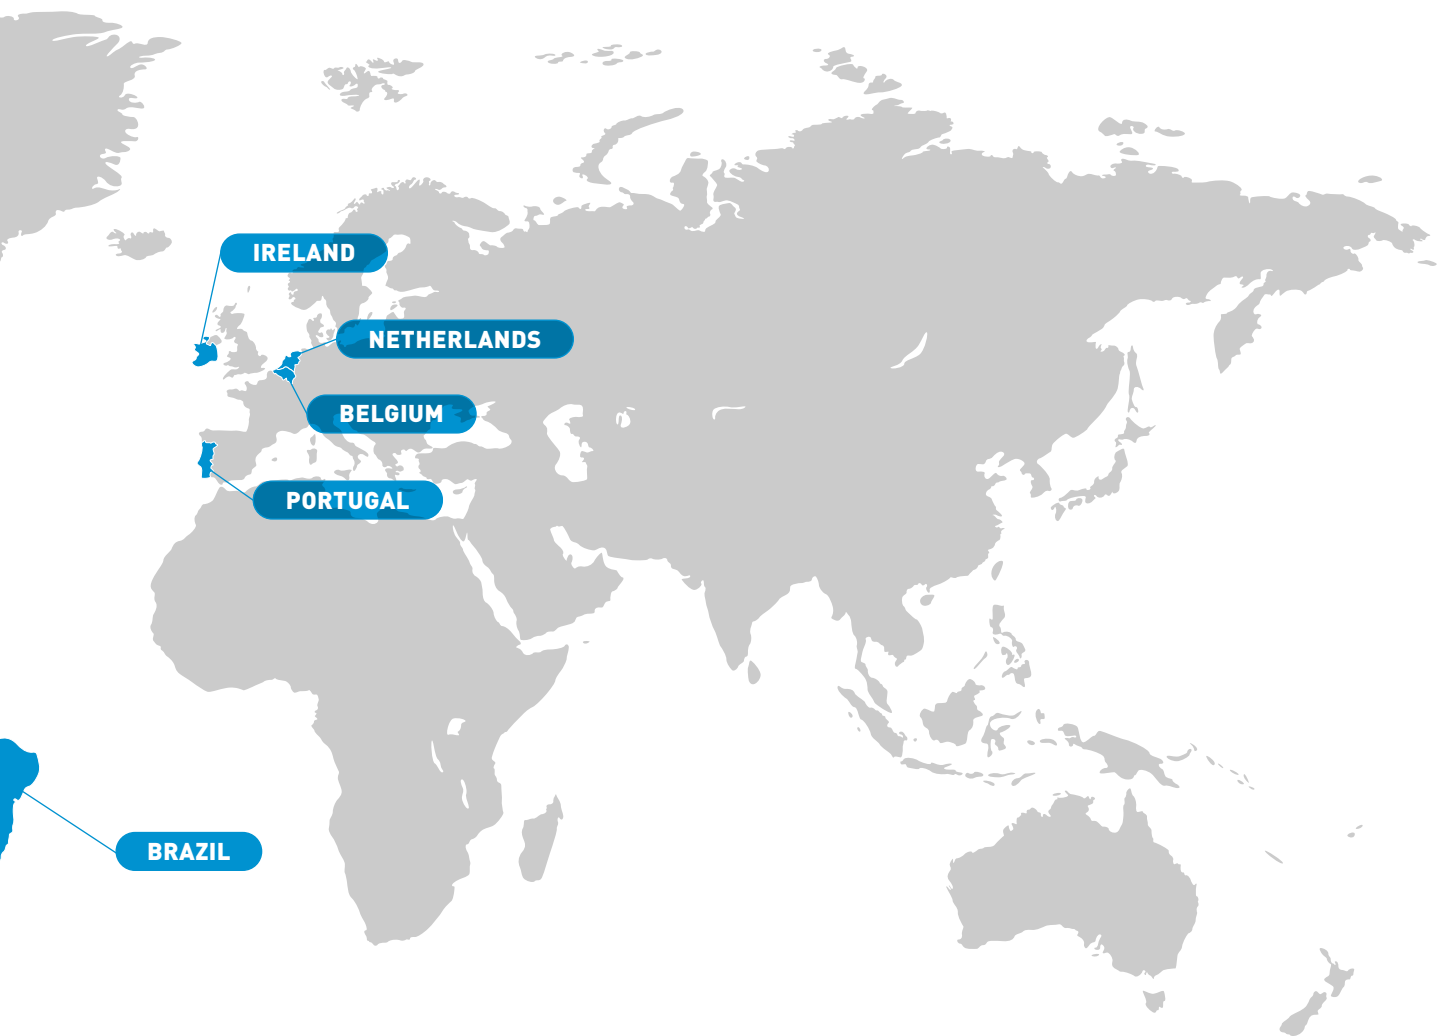 IRELAND
NETHERLANDS
BELGIUM
PORTUGAL
BRAZIL